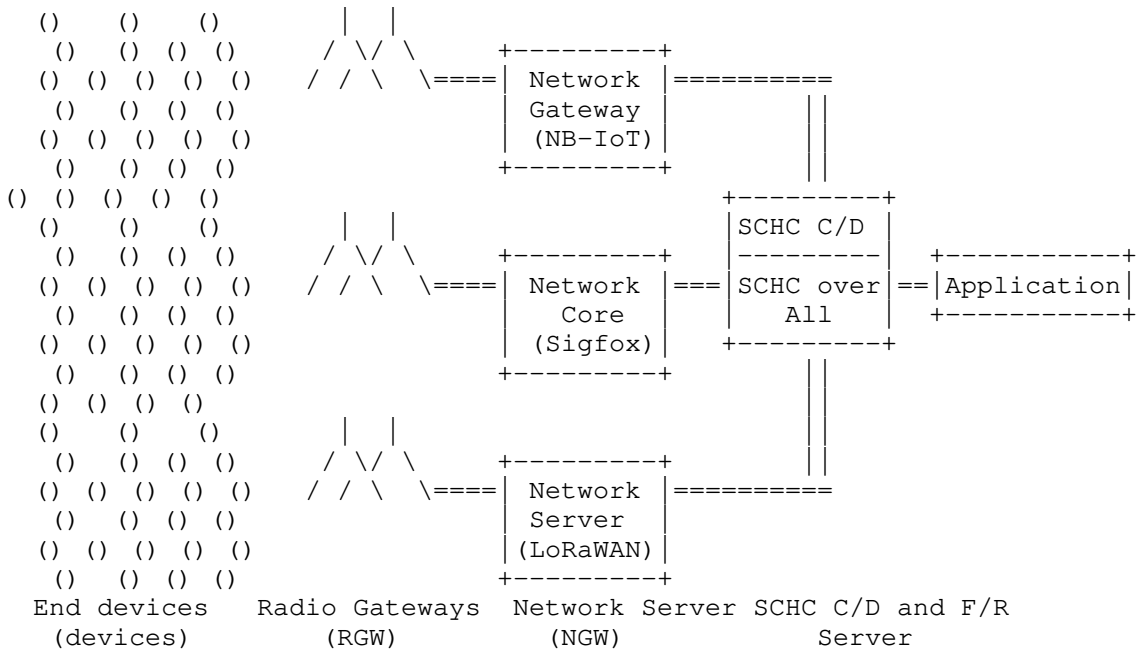 Network
Gateway
(NB-IoT)
SCHC C/D
Network SCHC over Application
Core All
(Sigfox)
Network
Server
(LoRaWAN)
End devices Radio Gateways Network Server SCHC C/D and F/R
(devices) (RGW) (NGW) Server